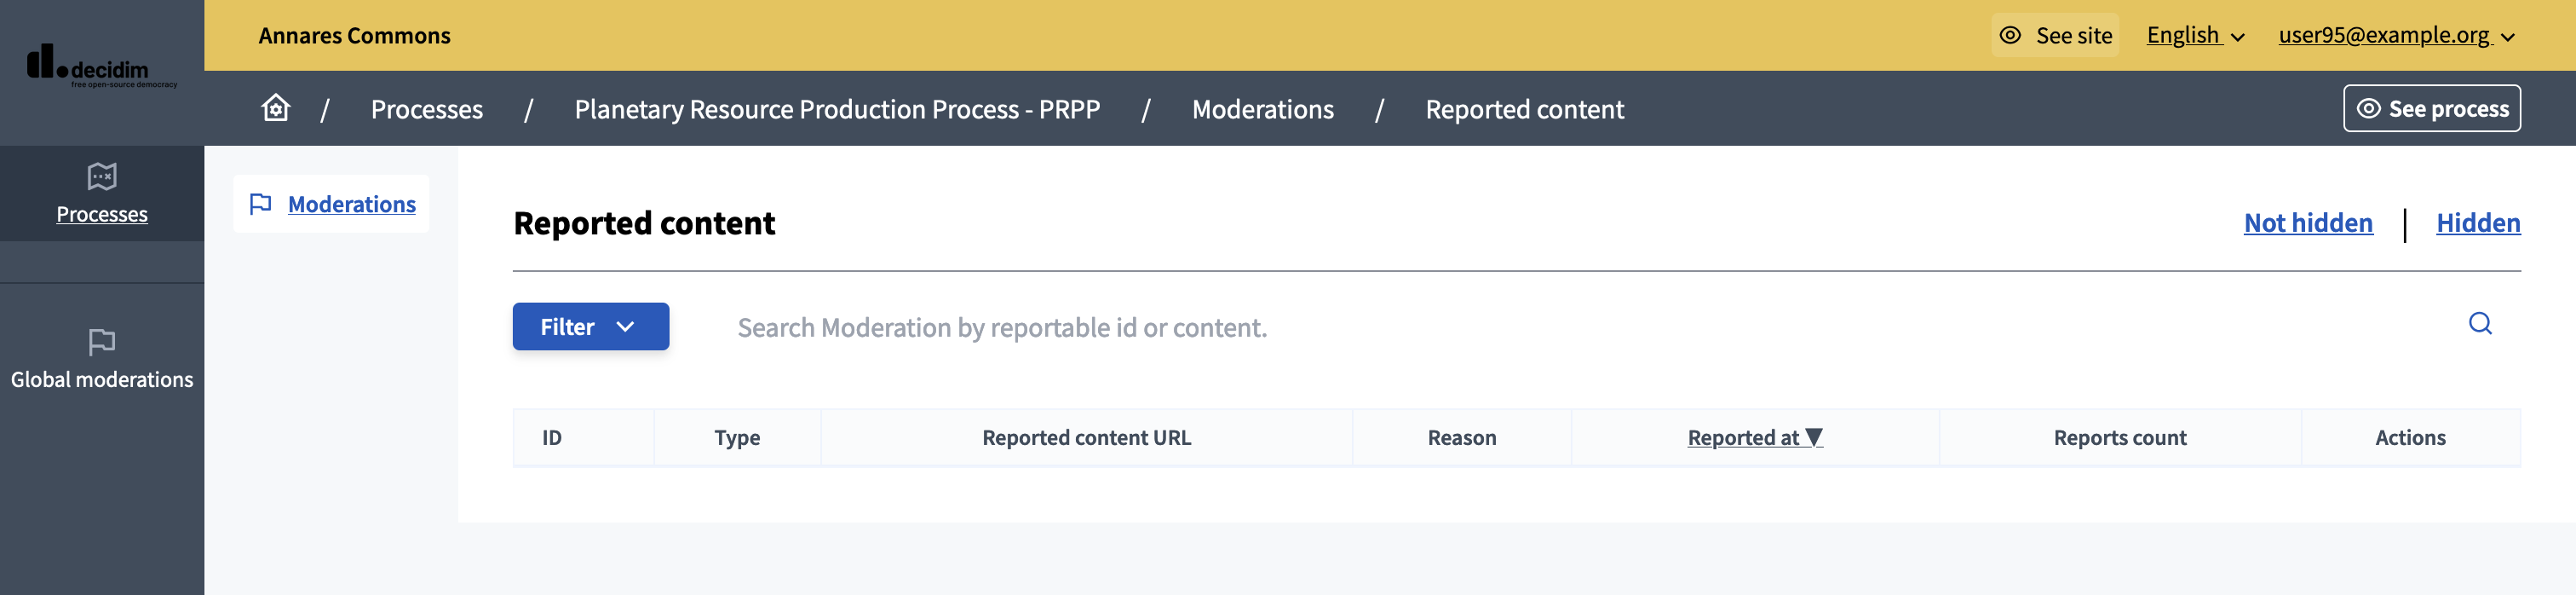 decidim
free open-source democracy
Annares Commons
See site
English
user95@example.org
/ Processes / Planetary Resource Production Process - PRPP / Moderations / Reported content
See process
Processes
Global moderations
Moderations
Reported content
Not hidden | Hidden
Filter
Search Moderation by reportable id or content.
ID Type Reported content URL Reason Reported at ▼ Reports count Actions